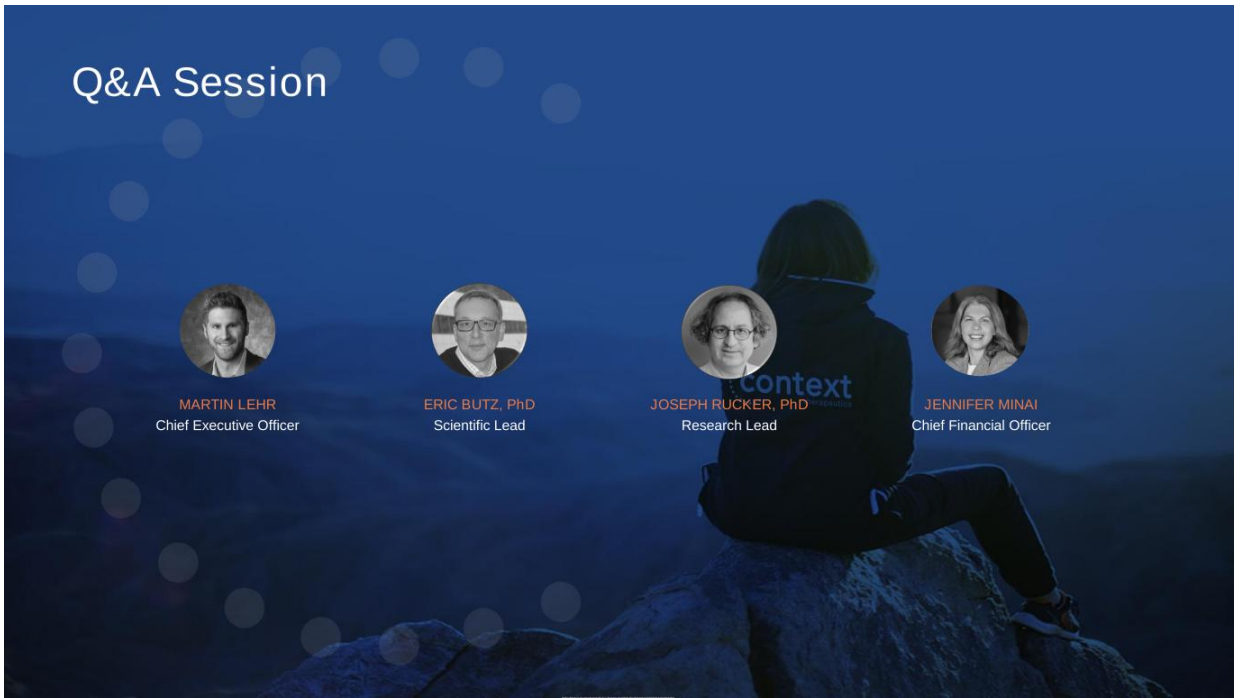 Q&A Session
context
therapeutics
MARTIN LEHR
Chief Executive Officer
ERIC BUTZ, PhD
Scientific Lead
JOSEPH RUCKER, PhD
Research Lead
JENNIFER MINAI
Chief Financial Officer